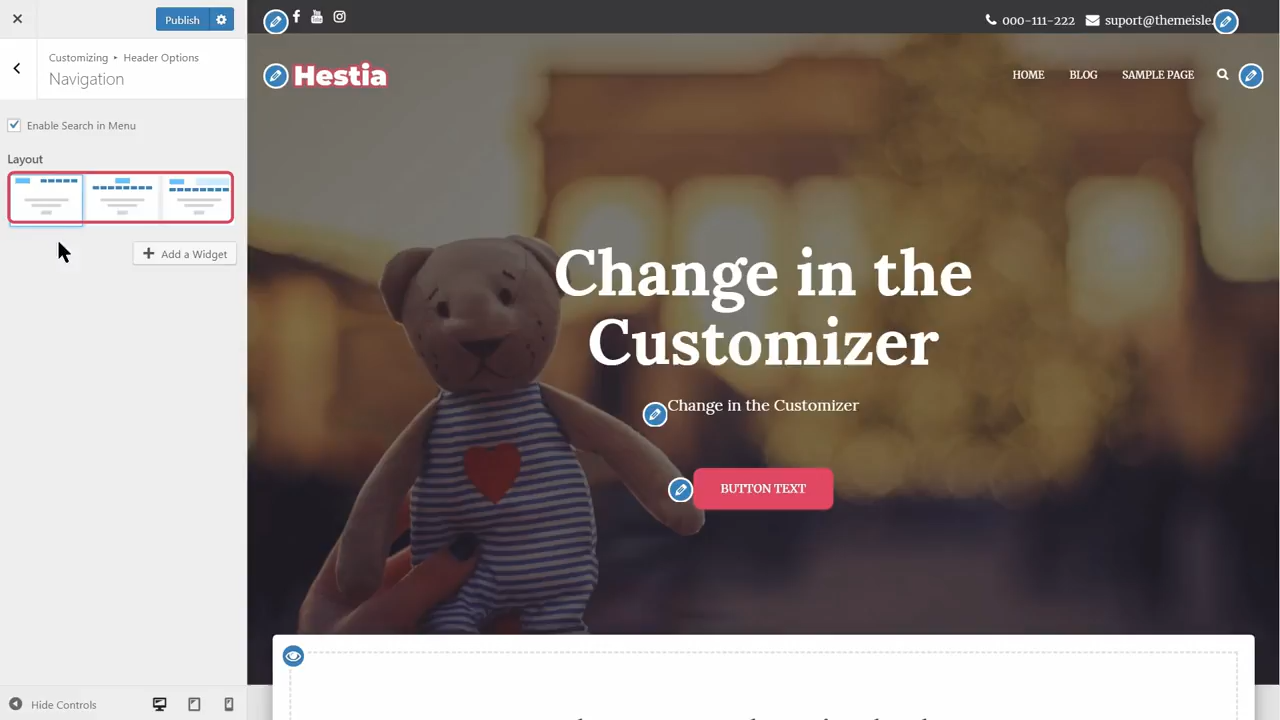 Publish
Customizing ▸ Header Options
Navigation
Enable Search in Menu
Layout
Add a Widget
Hide Controls
000-111-222 suport@themeisle.
Hestia
HOME BLOG SAMPLE PAGE
Change in the
Customizer
Change in the Customizer
BUTTON TEXT